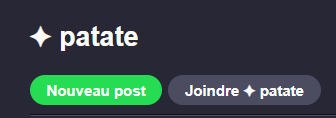 ✦ patate
Nouveau post
Joindre ✦ patate